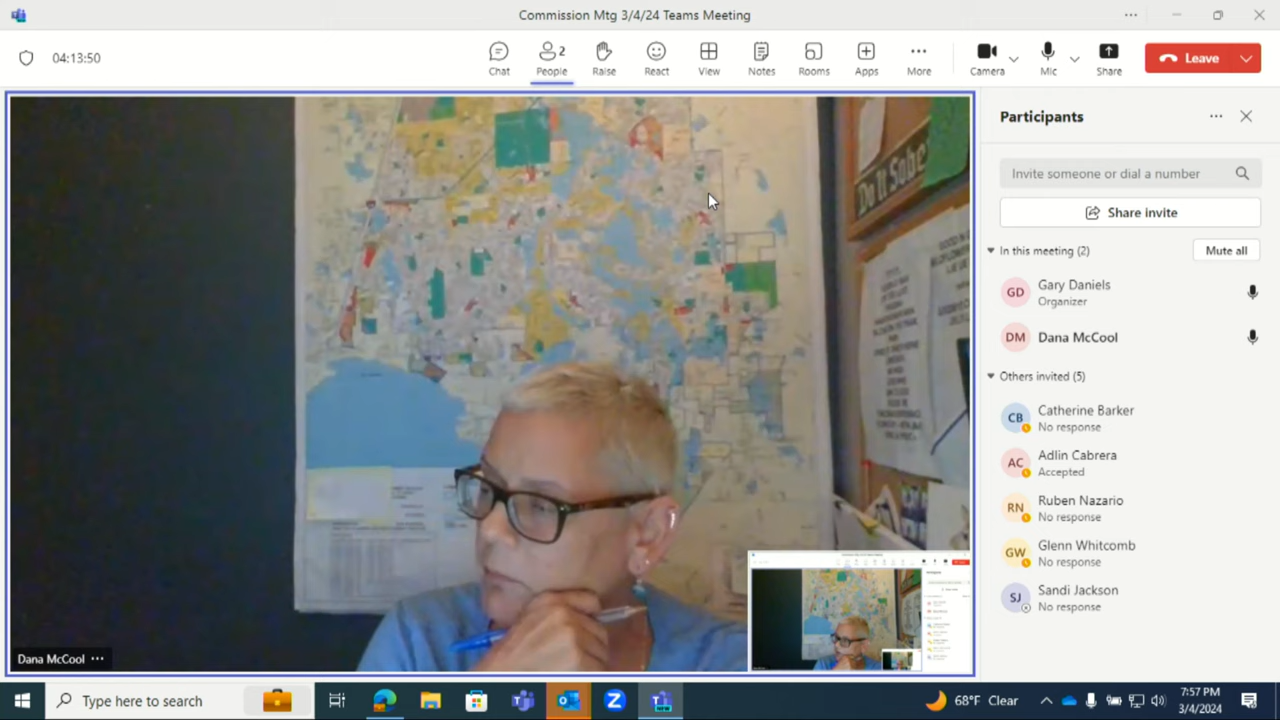 Commission Mtg 3/4/24 Teams Meeting
04:13:50
Chat
People 2
Raise
React
View
Notes
Rooms
Apps
More
Camera
Mic
Share
Leave
Participants
Invite someone or dial a number
Share invite
In this meeting (2)
Mute all
GD
Gary Daniels
Organizer
DM
Dana McCool
Others invited (5)
CB
Catherine Barker
No response
AC
Adlin Cabrera
Accepted
RN
Ruben Nazario
No response
GW
Glenn Whitcomb
No response
SJ
Sandi Jackson
No response
Do It Sober
Dana McCool
Type here to search
NEW
68°F Clear
7:57 PM
3/4/2024